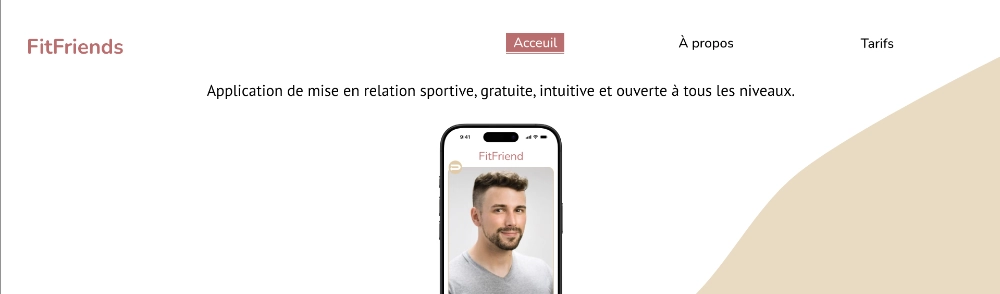 FitFriends
Acceuil
À propos
Tarifs
Application de mise en relation sportive, gratuite, intuitive et ouverte à tous les niveaux.
9:41
FitFriend